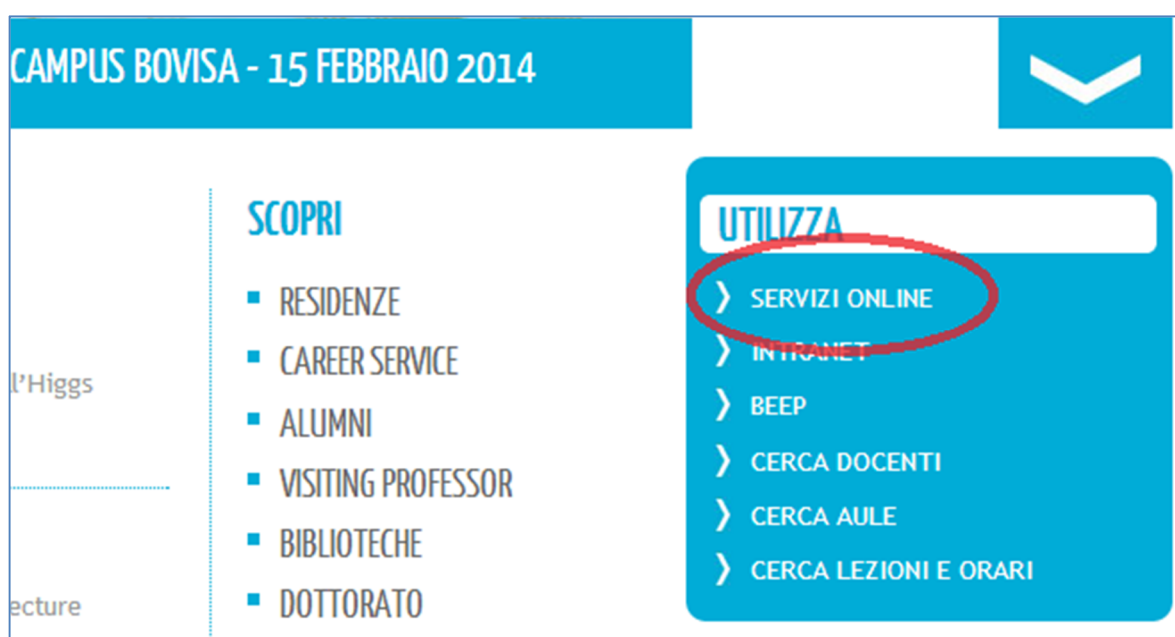 CAMPUS BOVISA - 15 FEBBRAIO 2014
l'Higgs
ecture
SCOPRI
RESIDENZE
CAREER SERVICE
ALUMNI
VISITING PROFESSOR
BIBLIOTECHE
DOTTORATO
UTILIZZA
SERVIZI ONLINE
INTRANET
BEEP
CERCA DOCENTI
CERCA AULE
CERCA LEZIONI E ORARI